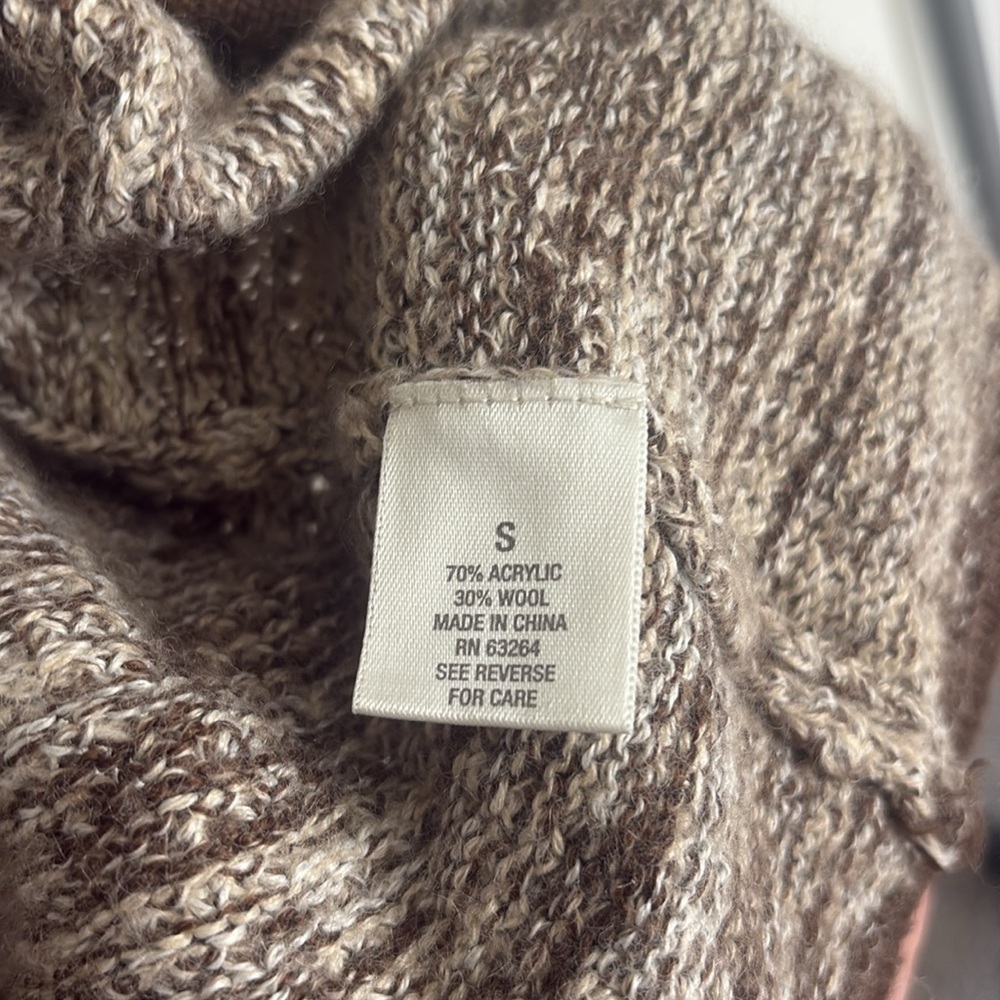 S
70% ACRYLIC
30% WOOL
MADE IN CHINA
RN 63264
SEE REVERSE
FOR CARE